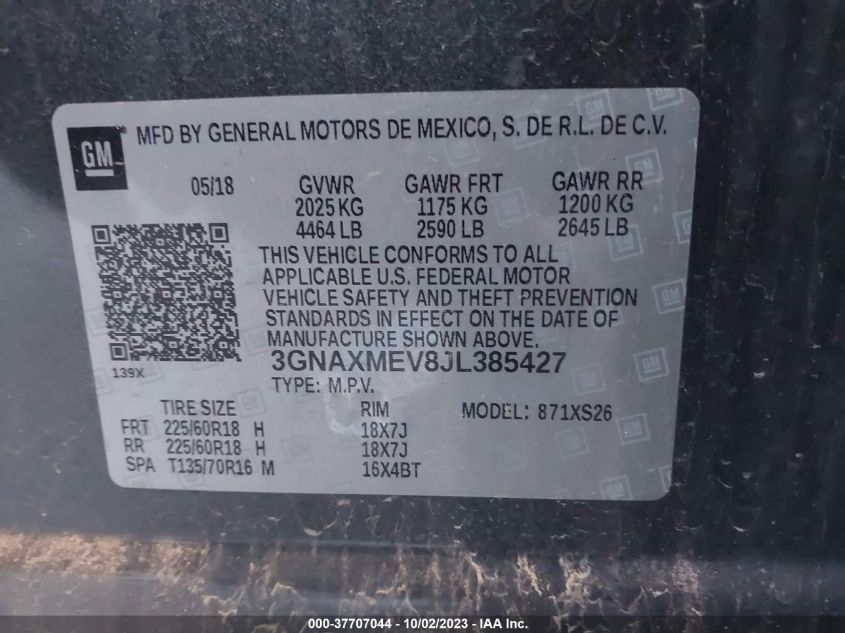 GM
MFD BY GENERAL MOTORS DE MEXICO, S. DE R.L. DE C.V.
05/18 GVWR GAWR FRT GAWR RR
2025 KG 1175 KG 1200 KG
4464 LB 2590 LB 2645 LB
THIS VEHICLE CONFORMS TO ALL
APPLICABLE U.S. FEDERAL MOTOR
VEHICLE SAFETY AND THEFT PREVENTION
STANDARDS IN EFFECT ON THE DATE OF
MANUFACTURE SHOWN ABOVE.
3GNAXMEV8JL385427
139X
TYPE: M.P.V.
TIRE SIZE RIM MODEL: 871XS26
FRT 225/60R18 H 18X7J
RR 225/60R18 H 18X7J
SPA T135/70R16 M 16X4BT
000-37707044 - 10/02/2023 - IAA Inc.